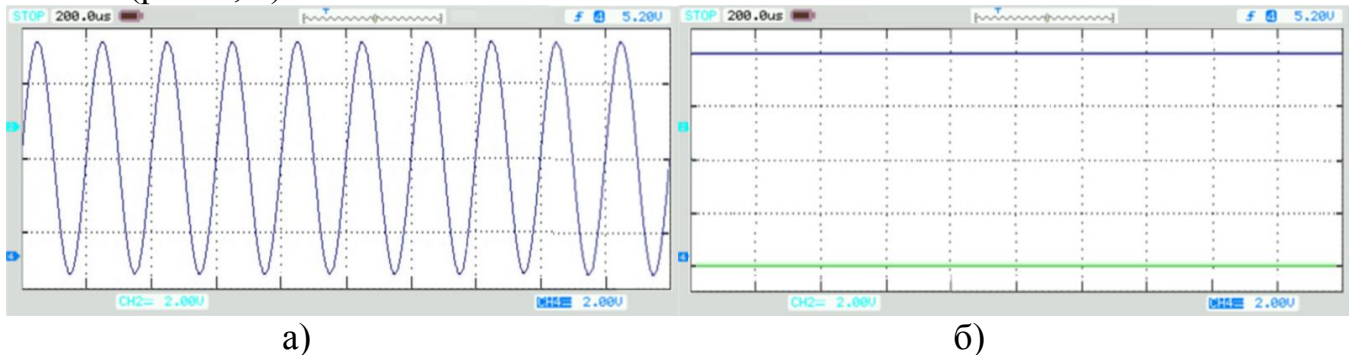 STOP 200.0us 4 5.20V
STOP 200.0us 4 5.20V
2
2
4
4
CH2= 2.00V CH4= 2.00V
CH2= 2.00V CH4= 2.00V
а) б)